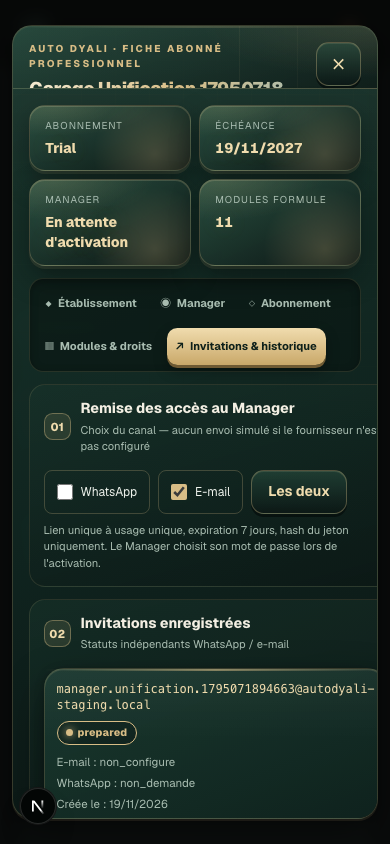 AUTO DYALI · FICHE ABONNÉ
PROFESSIONNEL
Garage Unification 17950718
ABONNEMENT
Trial
ÉCHÉANCE
19/11/2027
MANAGER
En attente
d'activation
MODULES FORMULE
11
Établissement
Manager
Abonnement
Modules & droits
Invitations & historique
01
Remise des accès au Manager
Choix du canal — aucun envoi simulé si le fournisseur n'es
pas configuré
WhatsApp
E-mail
Les deux
Lien unique à usage unique, expiration 7 jours, hash du jeton
uniquement. Le Manager choisit son mot de passe lors de
l'activation.
02
Invitations enregistrées
Statuts indépendants WhatsApp / e-mail
manager.unification.1795071894663@autodyali-
staging.local
prepared
E-mail : non_configure
WhatsApp : non_demande
Créée le : 19/11/2026
N